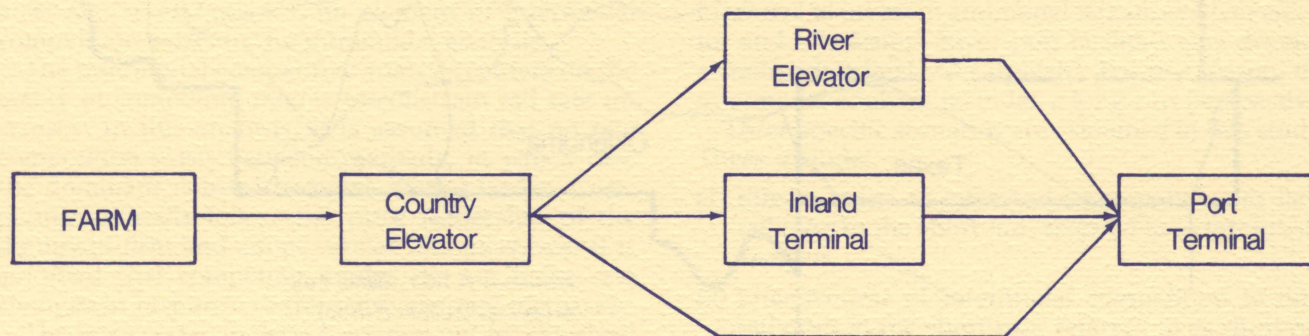 River
Elevator
FARM
Country
Elevator
Inland
Terminal
Port
Terminal